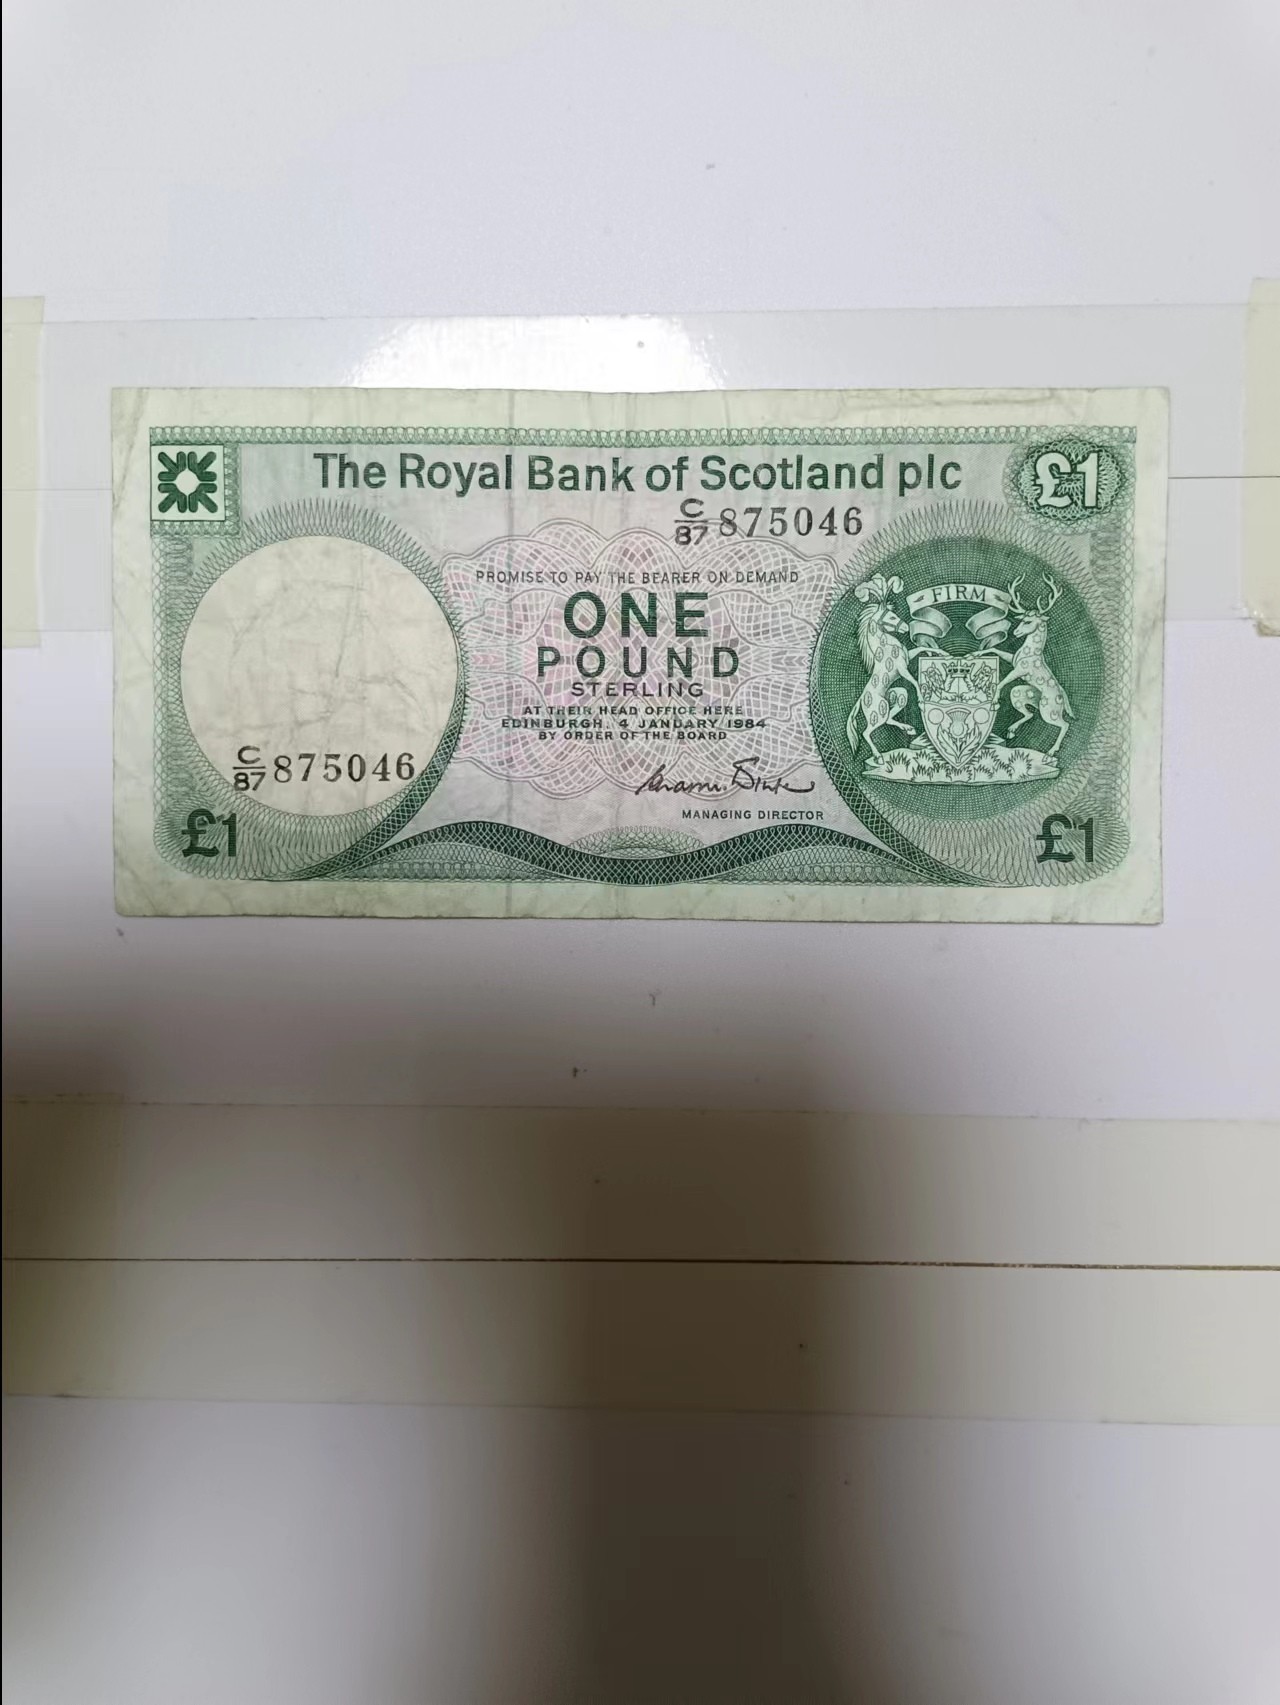 The Royal Bank of Scotland plc
£1
C/87 875046
PROMISE TO PAY THE BEARER ON DEMAND
FIRM
ONE
POUND
STERLING
AT THEIR HEAD OFFICE HERE
EDINBURGH, 4 JANUARY 1984
BY ORDER OF THE BOARD
C/87 875046
MANAGING DIRECTOR
£1
£1